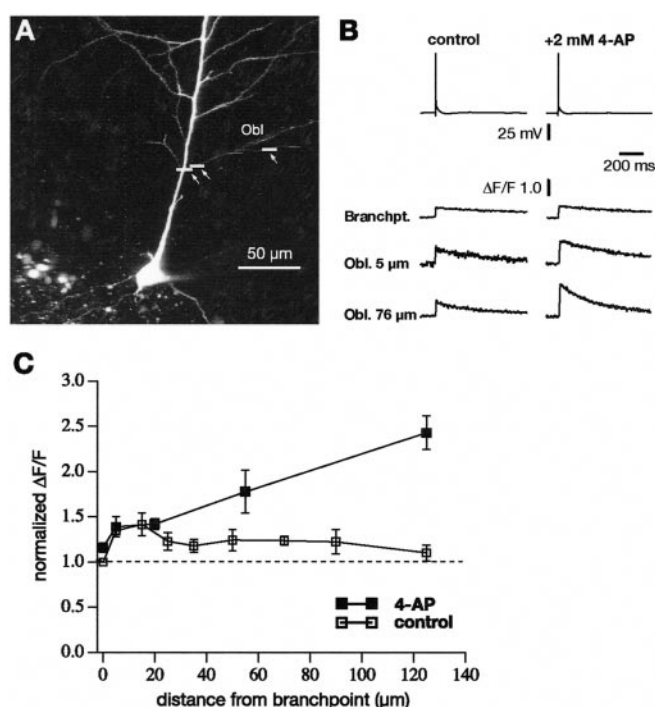 A
Obl
50 µm
B
control +2 mM 4-AP
25 mV
200 ms
ΔF/F 1.0
Branchpt.
Obl. 5 µm
Obl. 76 µm
C
normalized ΔF/F
3.0
2.5
2.0
1.5
1.0
0.5
0.0
4-AP
control
0 20 40 60 80 100 120 140
distance from branchpoint (µm)